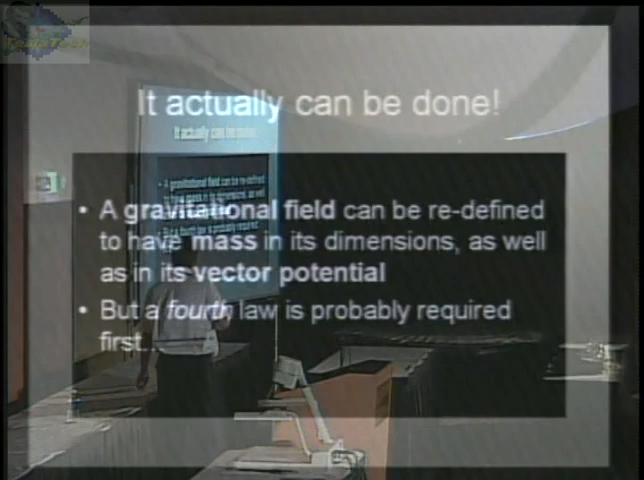 It actually can be done!
• A gravitational field can be re-defined
to have mass in its dimensions, as well
as in its vector potential
• But a fourth law is probably required
first...